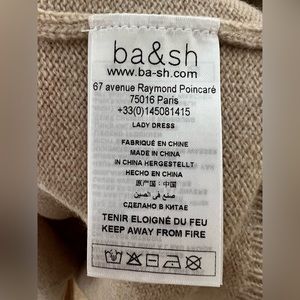 ba&sh
www.ba-sh.com
67 avenue Raymond Poincaré
75016 Paris
+33(0)145081415
LADY DRESS
FABRIQUÉ EN CHINE
MADE IN CHINA
IN CHINA HERGESTELLT
HECHO EN CHINA
原产国：中国
صنع في الصين
СДЕЛАНО В КИТАЕ
TENIR ELOIGNÉ DU FEU
KEEP AWAY FROM FIRE